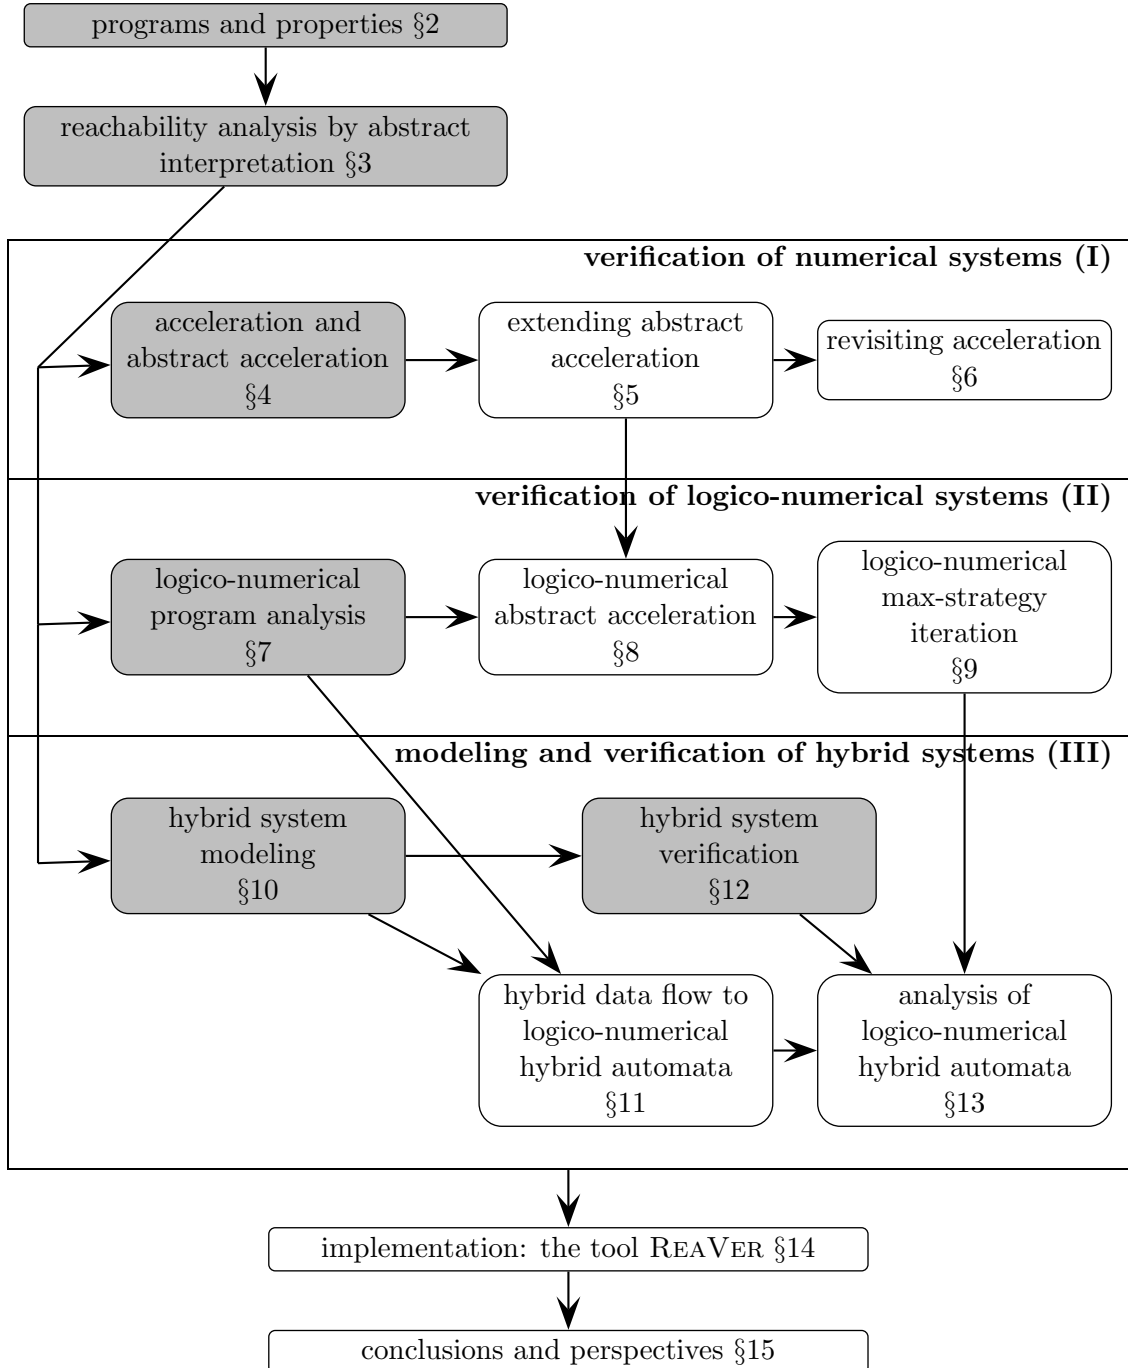 programs and properties §2
reachability analysis by abstract
interpretation §3
verification of numerical systems (I)
acceleration and
abstract acceleration
§4
extending abstract
acceleration
§5
revisiting acceleration
§6
verification of logico-numerical systems (II)
logico-numerical
program analysis
§7
logico-numerical
abstract acceleration
§8
logico-numerical
max-strategy
iteration
§9
modeling and verification of hybrid systems (III)
hybrid system
modeling
§10
hybrid system
verification
§12
hybrid data flow to
logico-numerical
hybrid automata
§11
analysis of
logico-numerical
hybrid automata
§13
implementation: the tool REAVER §14
conclusions and perspectives §15